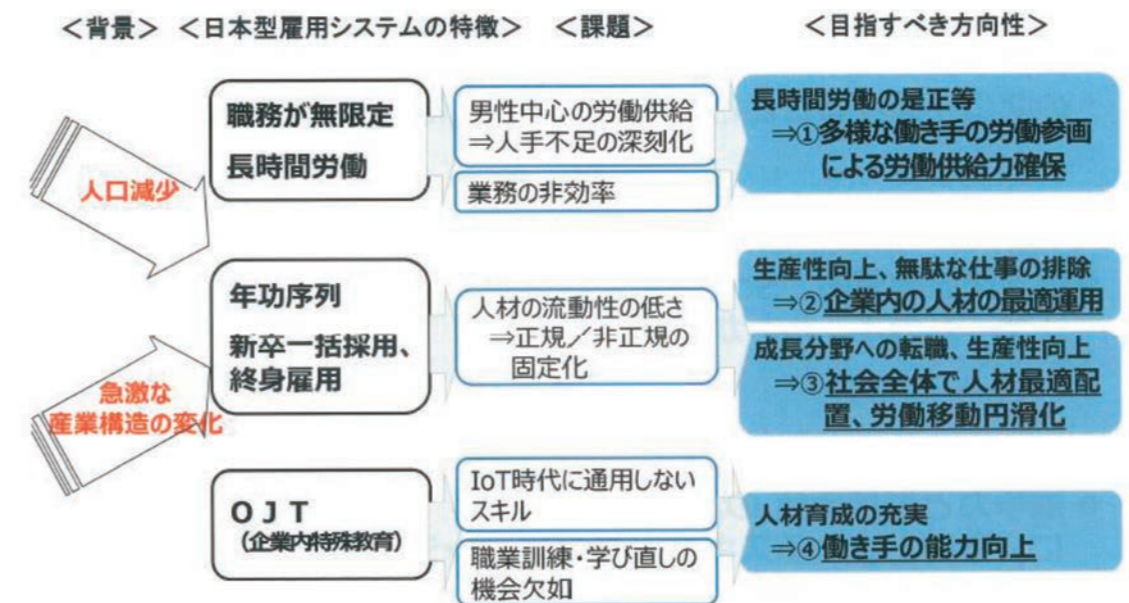 ＜背景＞ ＜日本型雇用システムの特徴＞ ＜課題＞ ＜目指すべき方向性＞
人口減少
急激な
産業構造の変化
職務が無限定
長時間労働
男性中心の労働供給
⇒人手不足の深刻化
業務の非効率
長時間労働の是正等
⇒①多様な働き手の労働参画
による労働供給力確保
年功序列
新卒一括採用、
終身雇用
人材の流動性の低さ
⇒正規／非正規の
固定化
生産性向上、無駄な仕事の排除
⇒②企業内の人材の最適運用
成長分野への転職、生産性向上
⇒③社会全体で人材最適配
置、労働移動円滑化
ＯＪＴ
（企業内特殊教育）
IoT時代に通用しない
スキル
職業訓練・学び直しの
機会欠如
人材育成の充実
⇒④働き手の能力向上